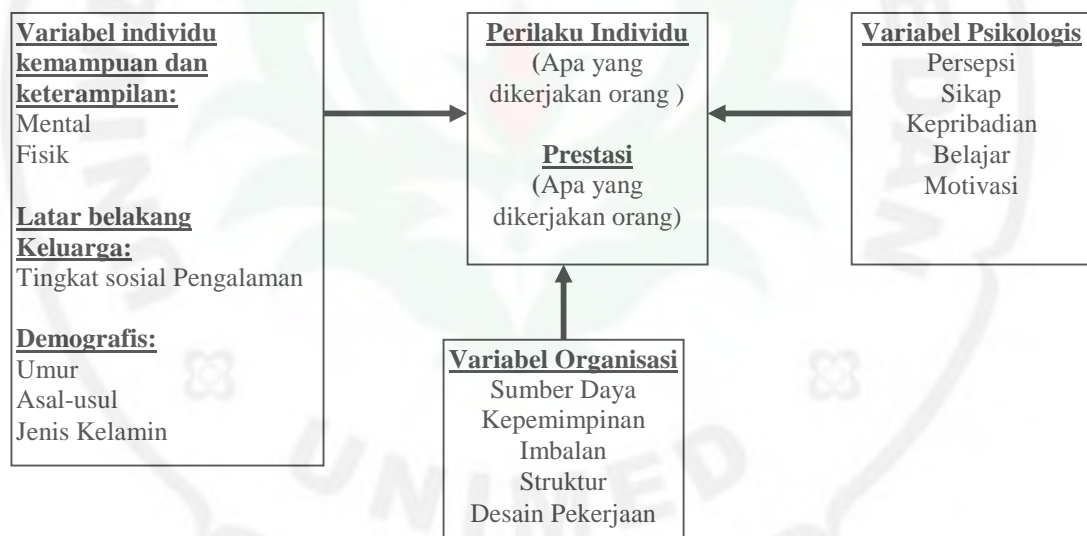 Variabel individu
kemampuan dan
keterampilan:
Mental
Fisik
Latar belakang
Keluarga:
Tingkat sosial Pengalaman
Demografis:
Umur
Asal-usul
Jenis Kelamin
Perilaku Individu
(Apa yang
dikerjakan orang )
Prestasi
(Apa yang
dikerjakan orang)
Variabel Psikologis
Persepsi
Sikap
Kepribadian
Belajar
Motivasi
Variabel Organisasi
Sumber Daya
Kepemimpinan
Imbalan
Struktur
Desain Pekerjaan
UNIMED